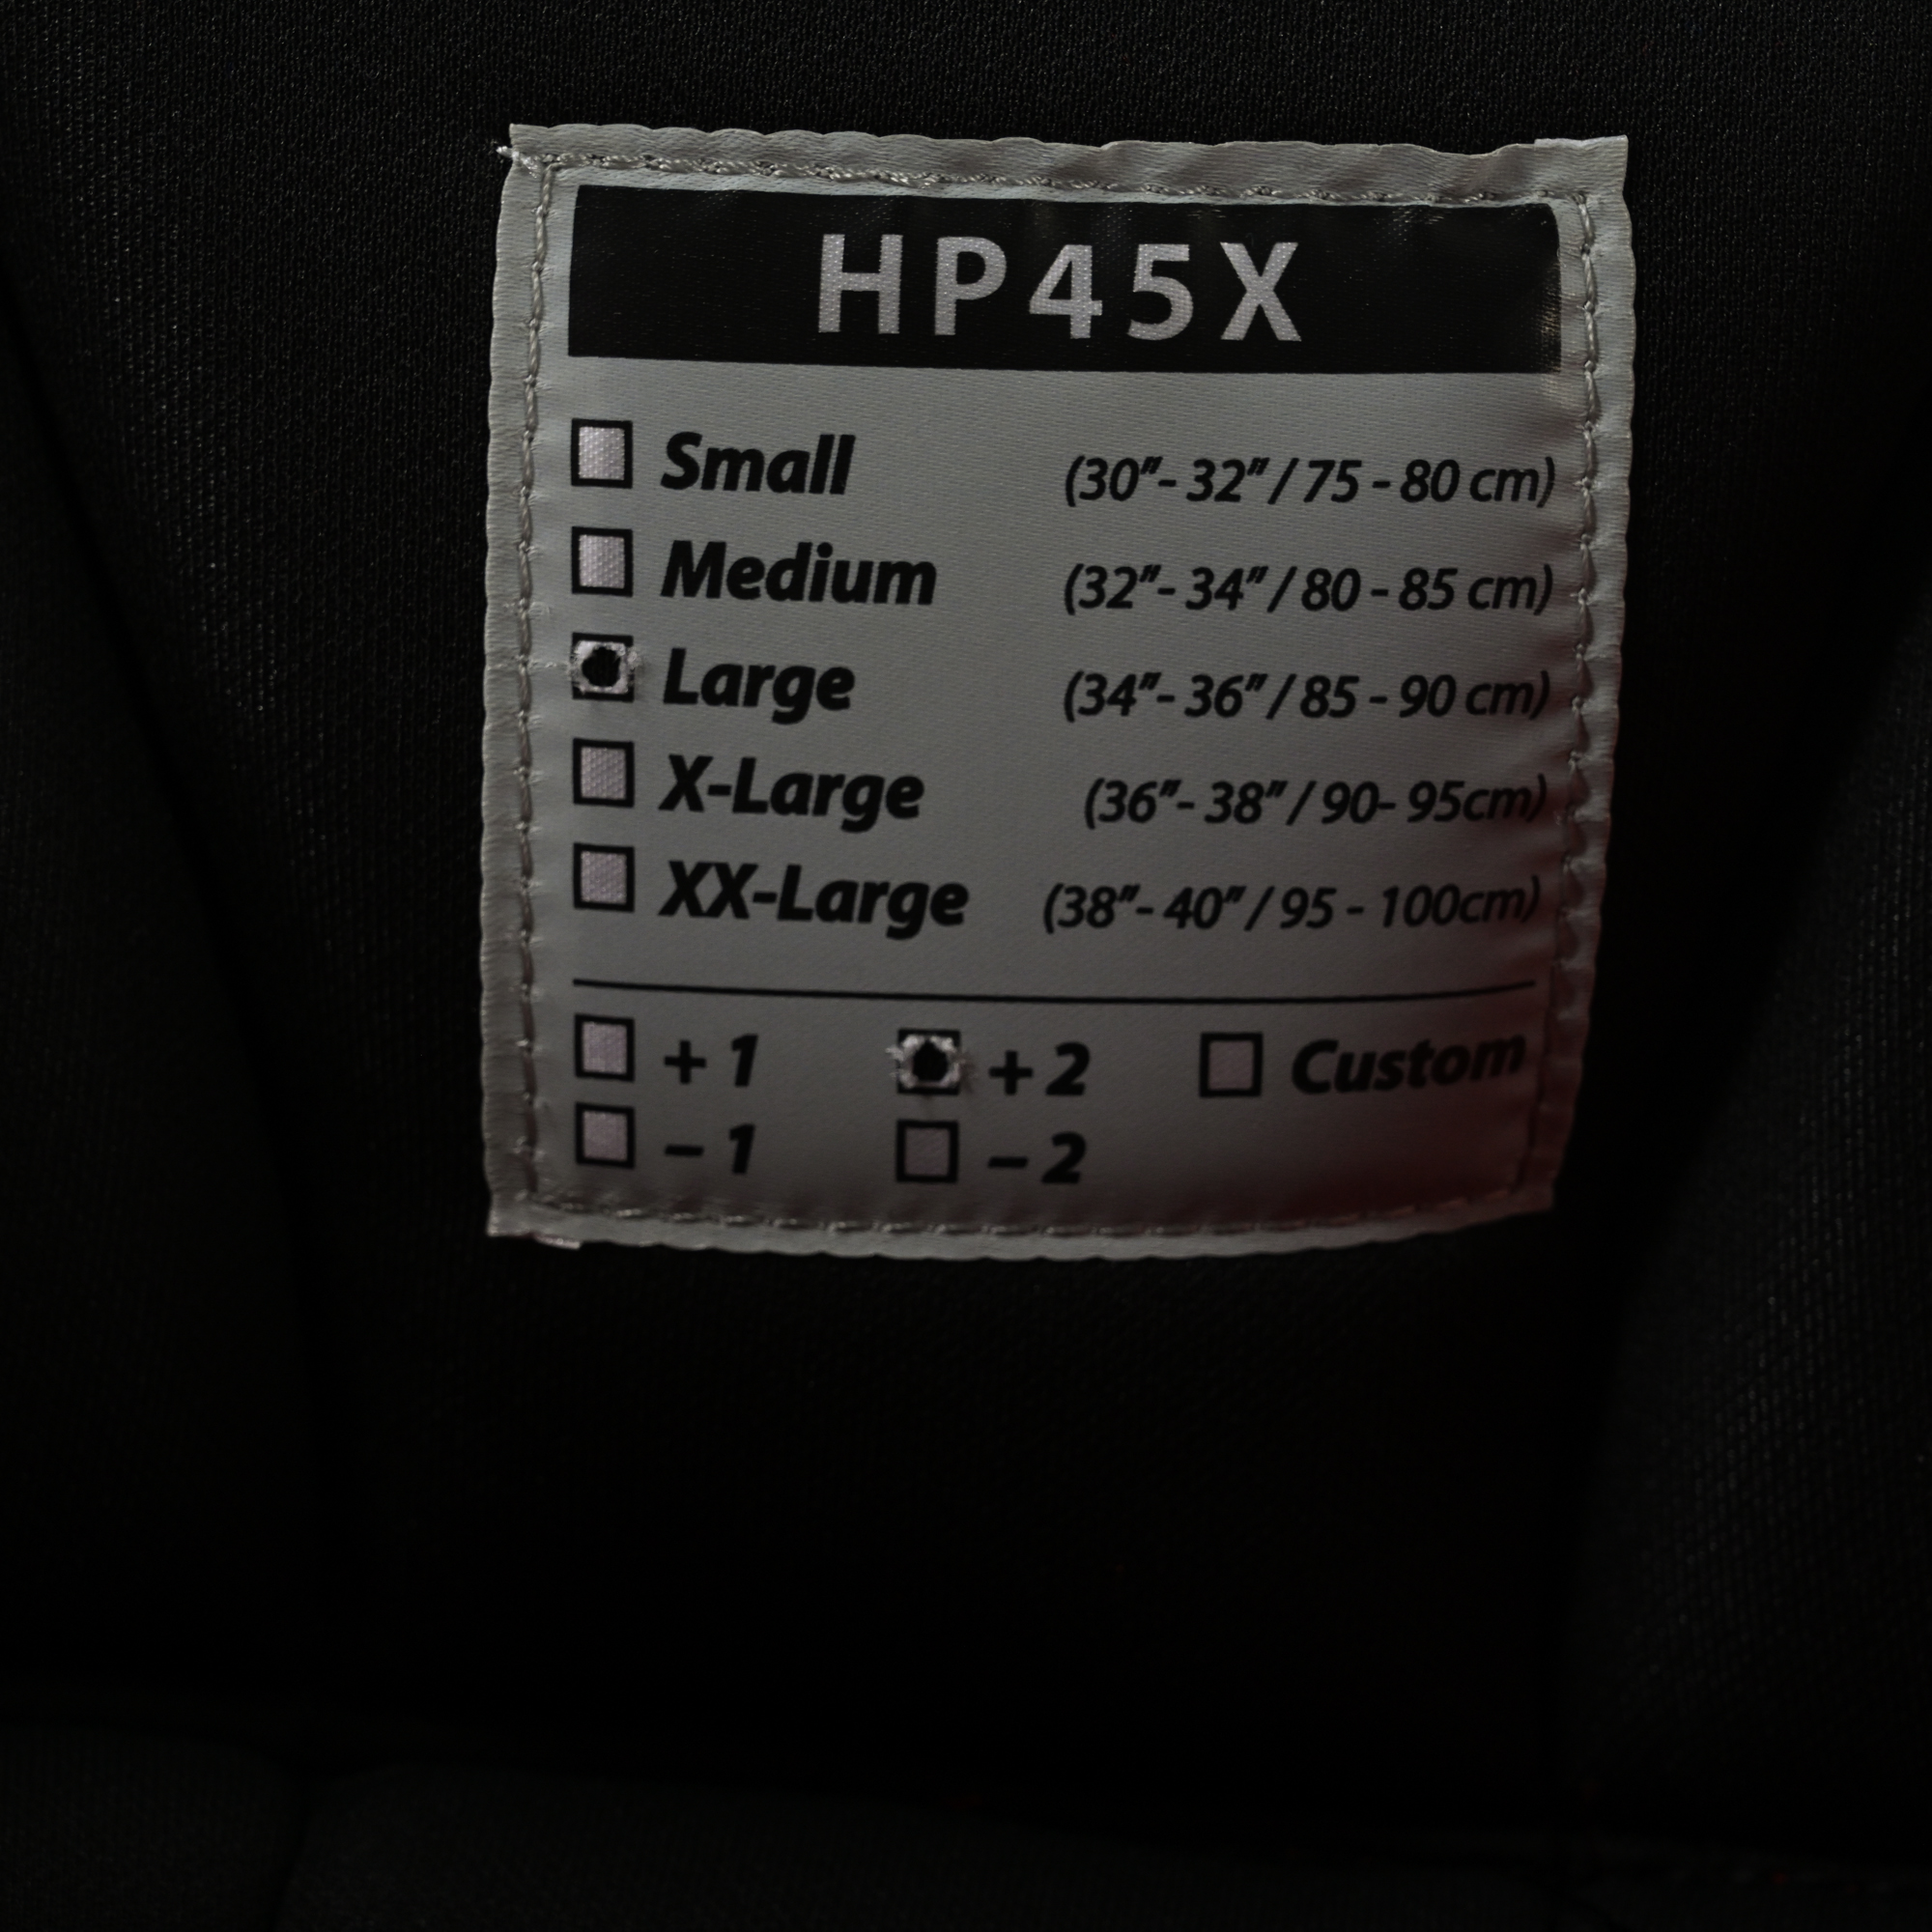 HP45X
Small (30"- 32" / 75 - 80 cm)
Medium (32"- 34" / 80 - 85 cm)
Large (34"- 36" / 85 - 90 cm)
X-Large (36"- 38" / 90- 95cm)
XX-Large (38"- 40" / 95 - 100cm)
+ 1 + 2 Custom
– 1 – 2